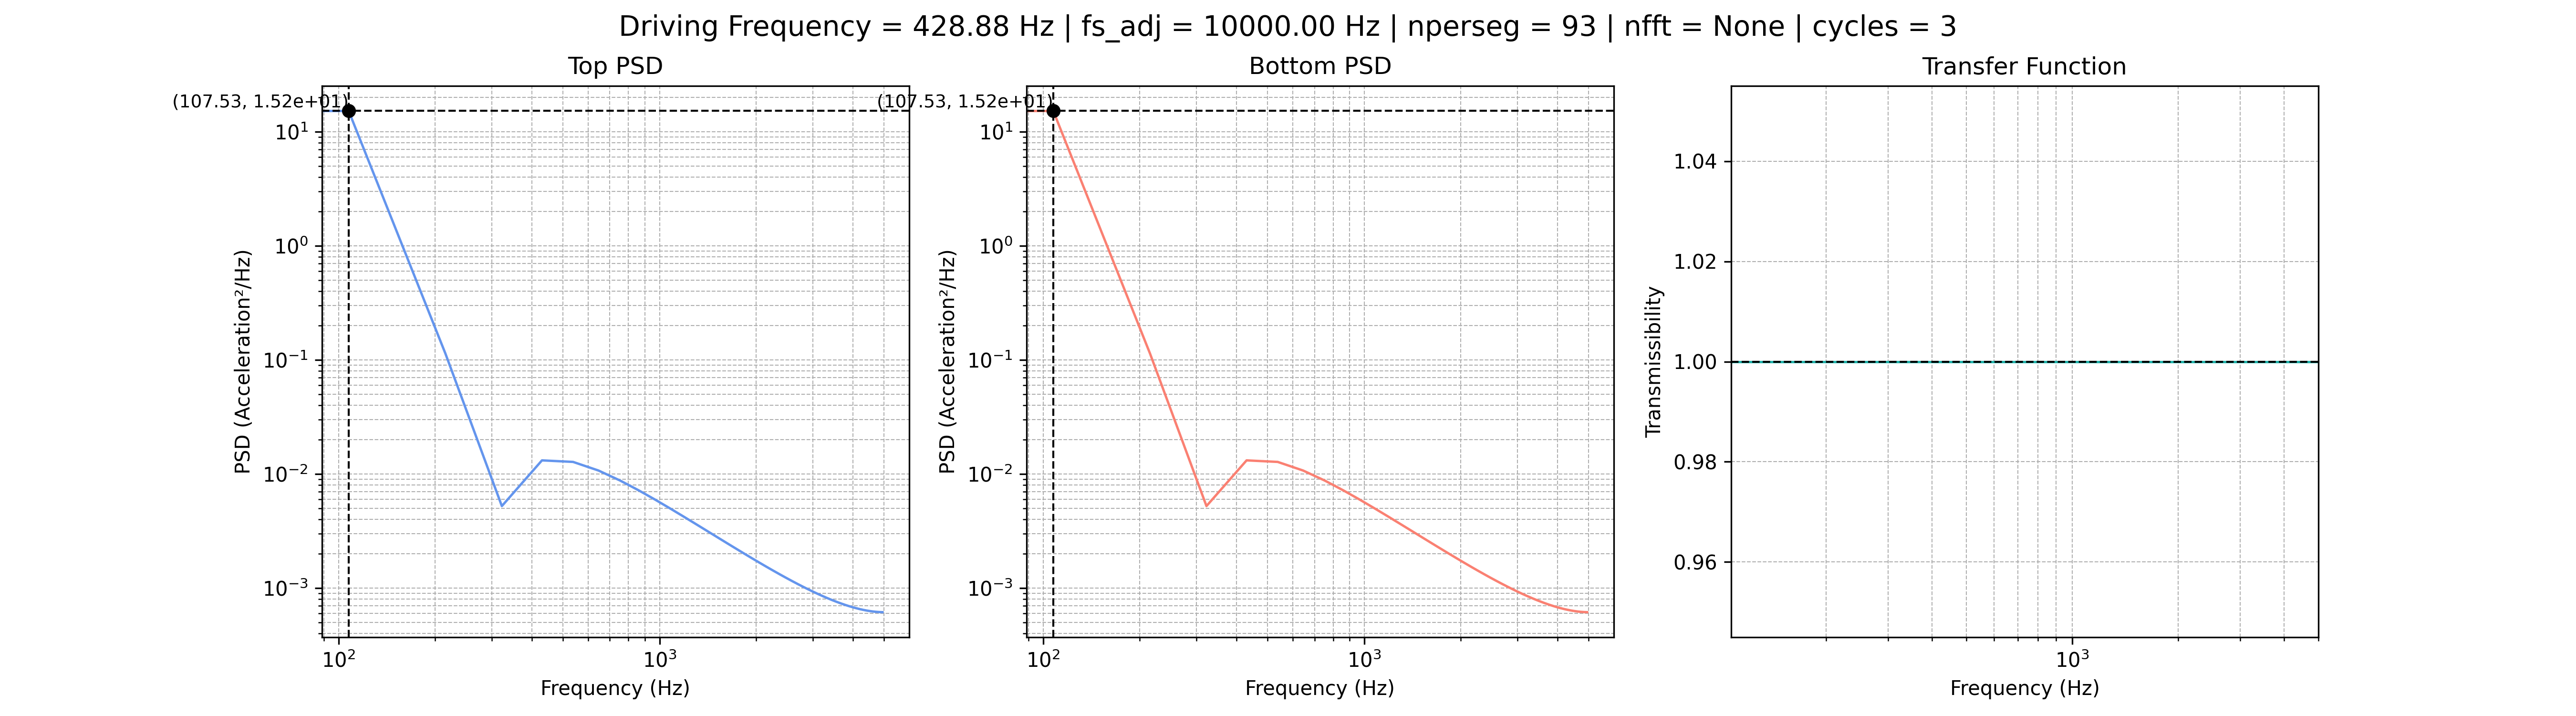 Driving Frequency = 428.88 Hz | fs_adj = 10000.00 Hz | nperseg = 93 | nfft = None | cycles = 3
Top PSD
(107.53, 1.52e+01)
10¹
10⁰
10⁻¹
10⁻²
10⁻³
PSD (Acceleration²/Hz)
10²
10³
Frequency (Hz)
Bottom PSD
(107.53, 1.52e+01)
10¹
10⁰
10⁻¹
10⁻²
10⁻³
PSD (Acceleration²/Hz)
10²
10³
Frequency (Hz)
Transfer Function
1.04
1.02
1.00
0.98
0.96
Transmissibility
10³
Frequency (Hz)